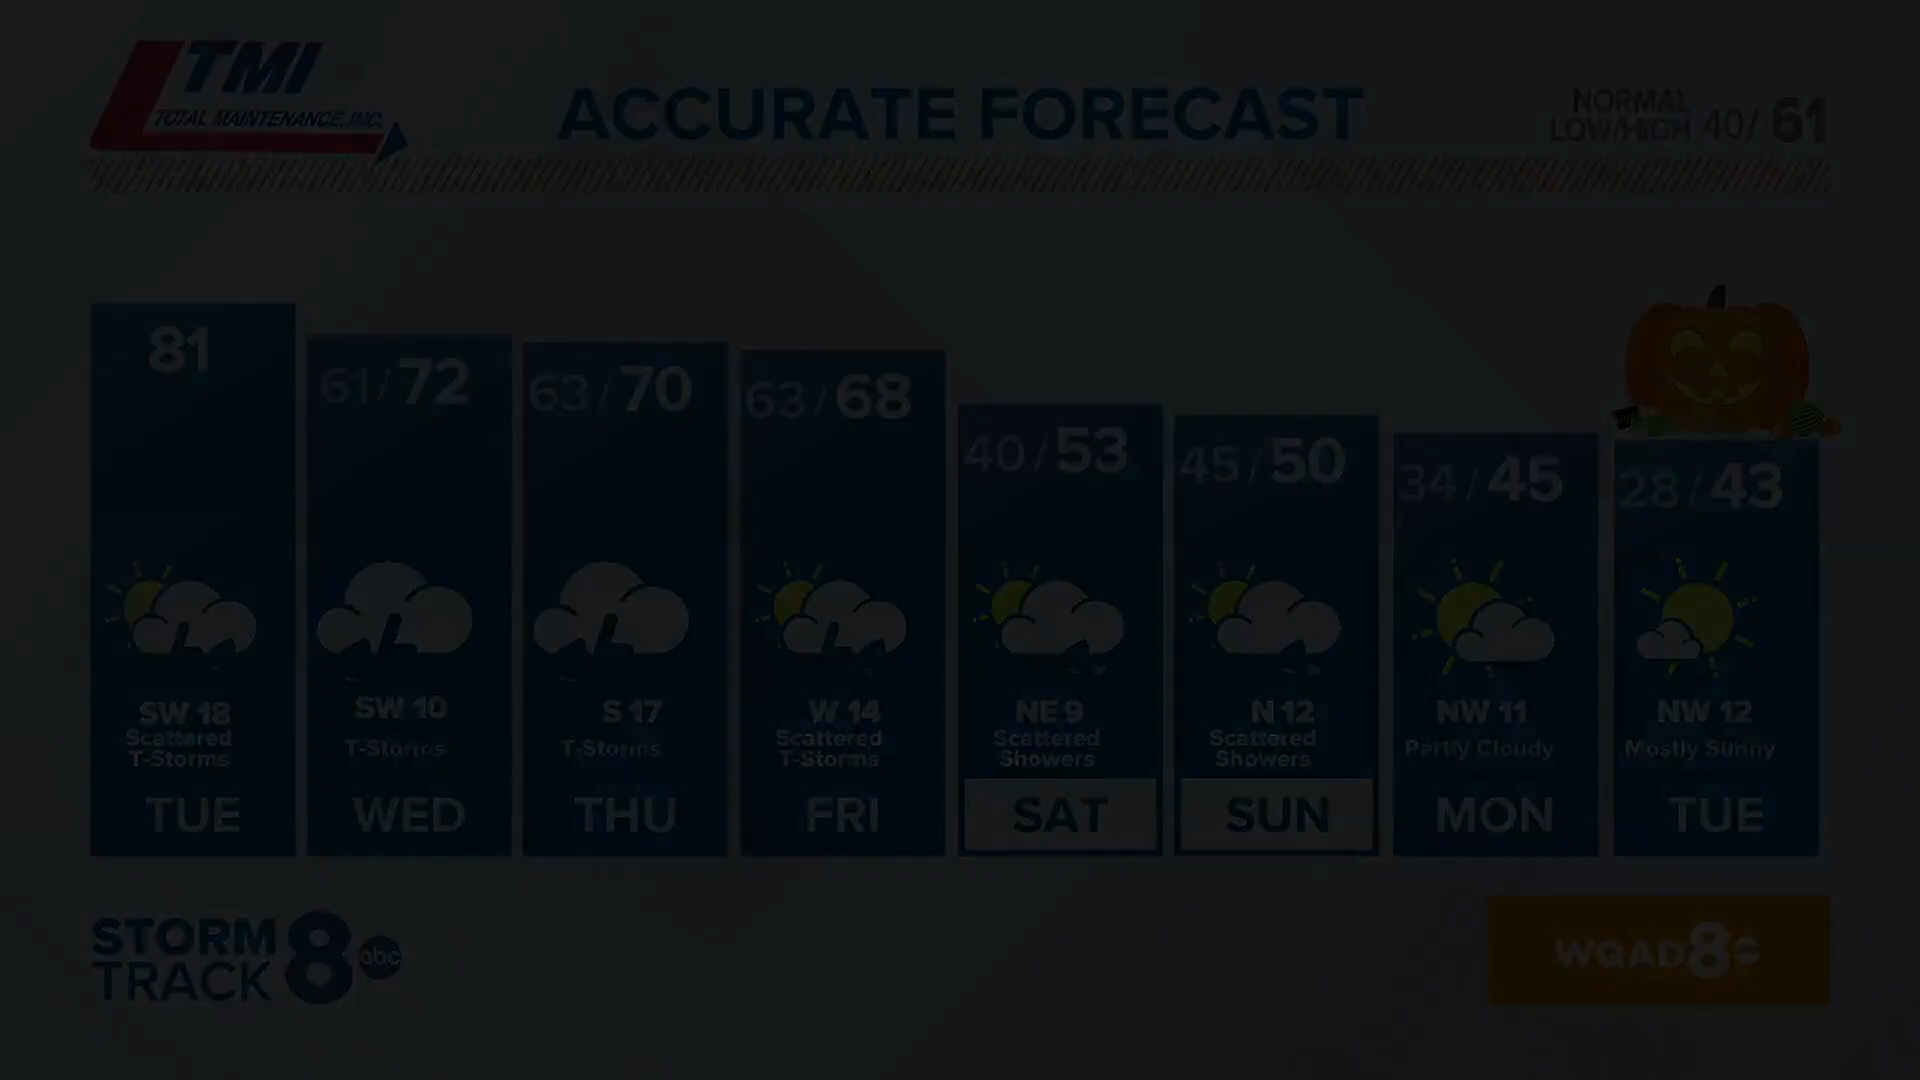 TMI
TOTAL MAINTENANCE, INC.
ACCURATE FORECAST
NORMAL
LOW/HIGH 40/ 61
81
61/72
63/70
63/68
40/53
45/50
34/45
28/43
SW 18
Scattered
T-Storms
TUE
SW 10
T-Storms
WED
S 17
T-Storms
THU
W 14
Scattered
T-Storms
FRI
NE 9
Scattered
Showers
SAT
N 12
Scattered
Showers
SUN
NW 11
Partly Cloudy
MON
NW 12
Mostly Sunny
TUE
STORM
TRACK 8 abc
WQAD8